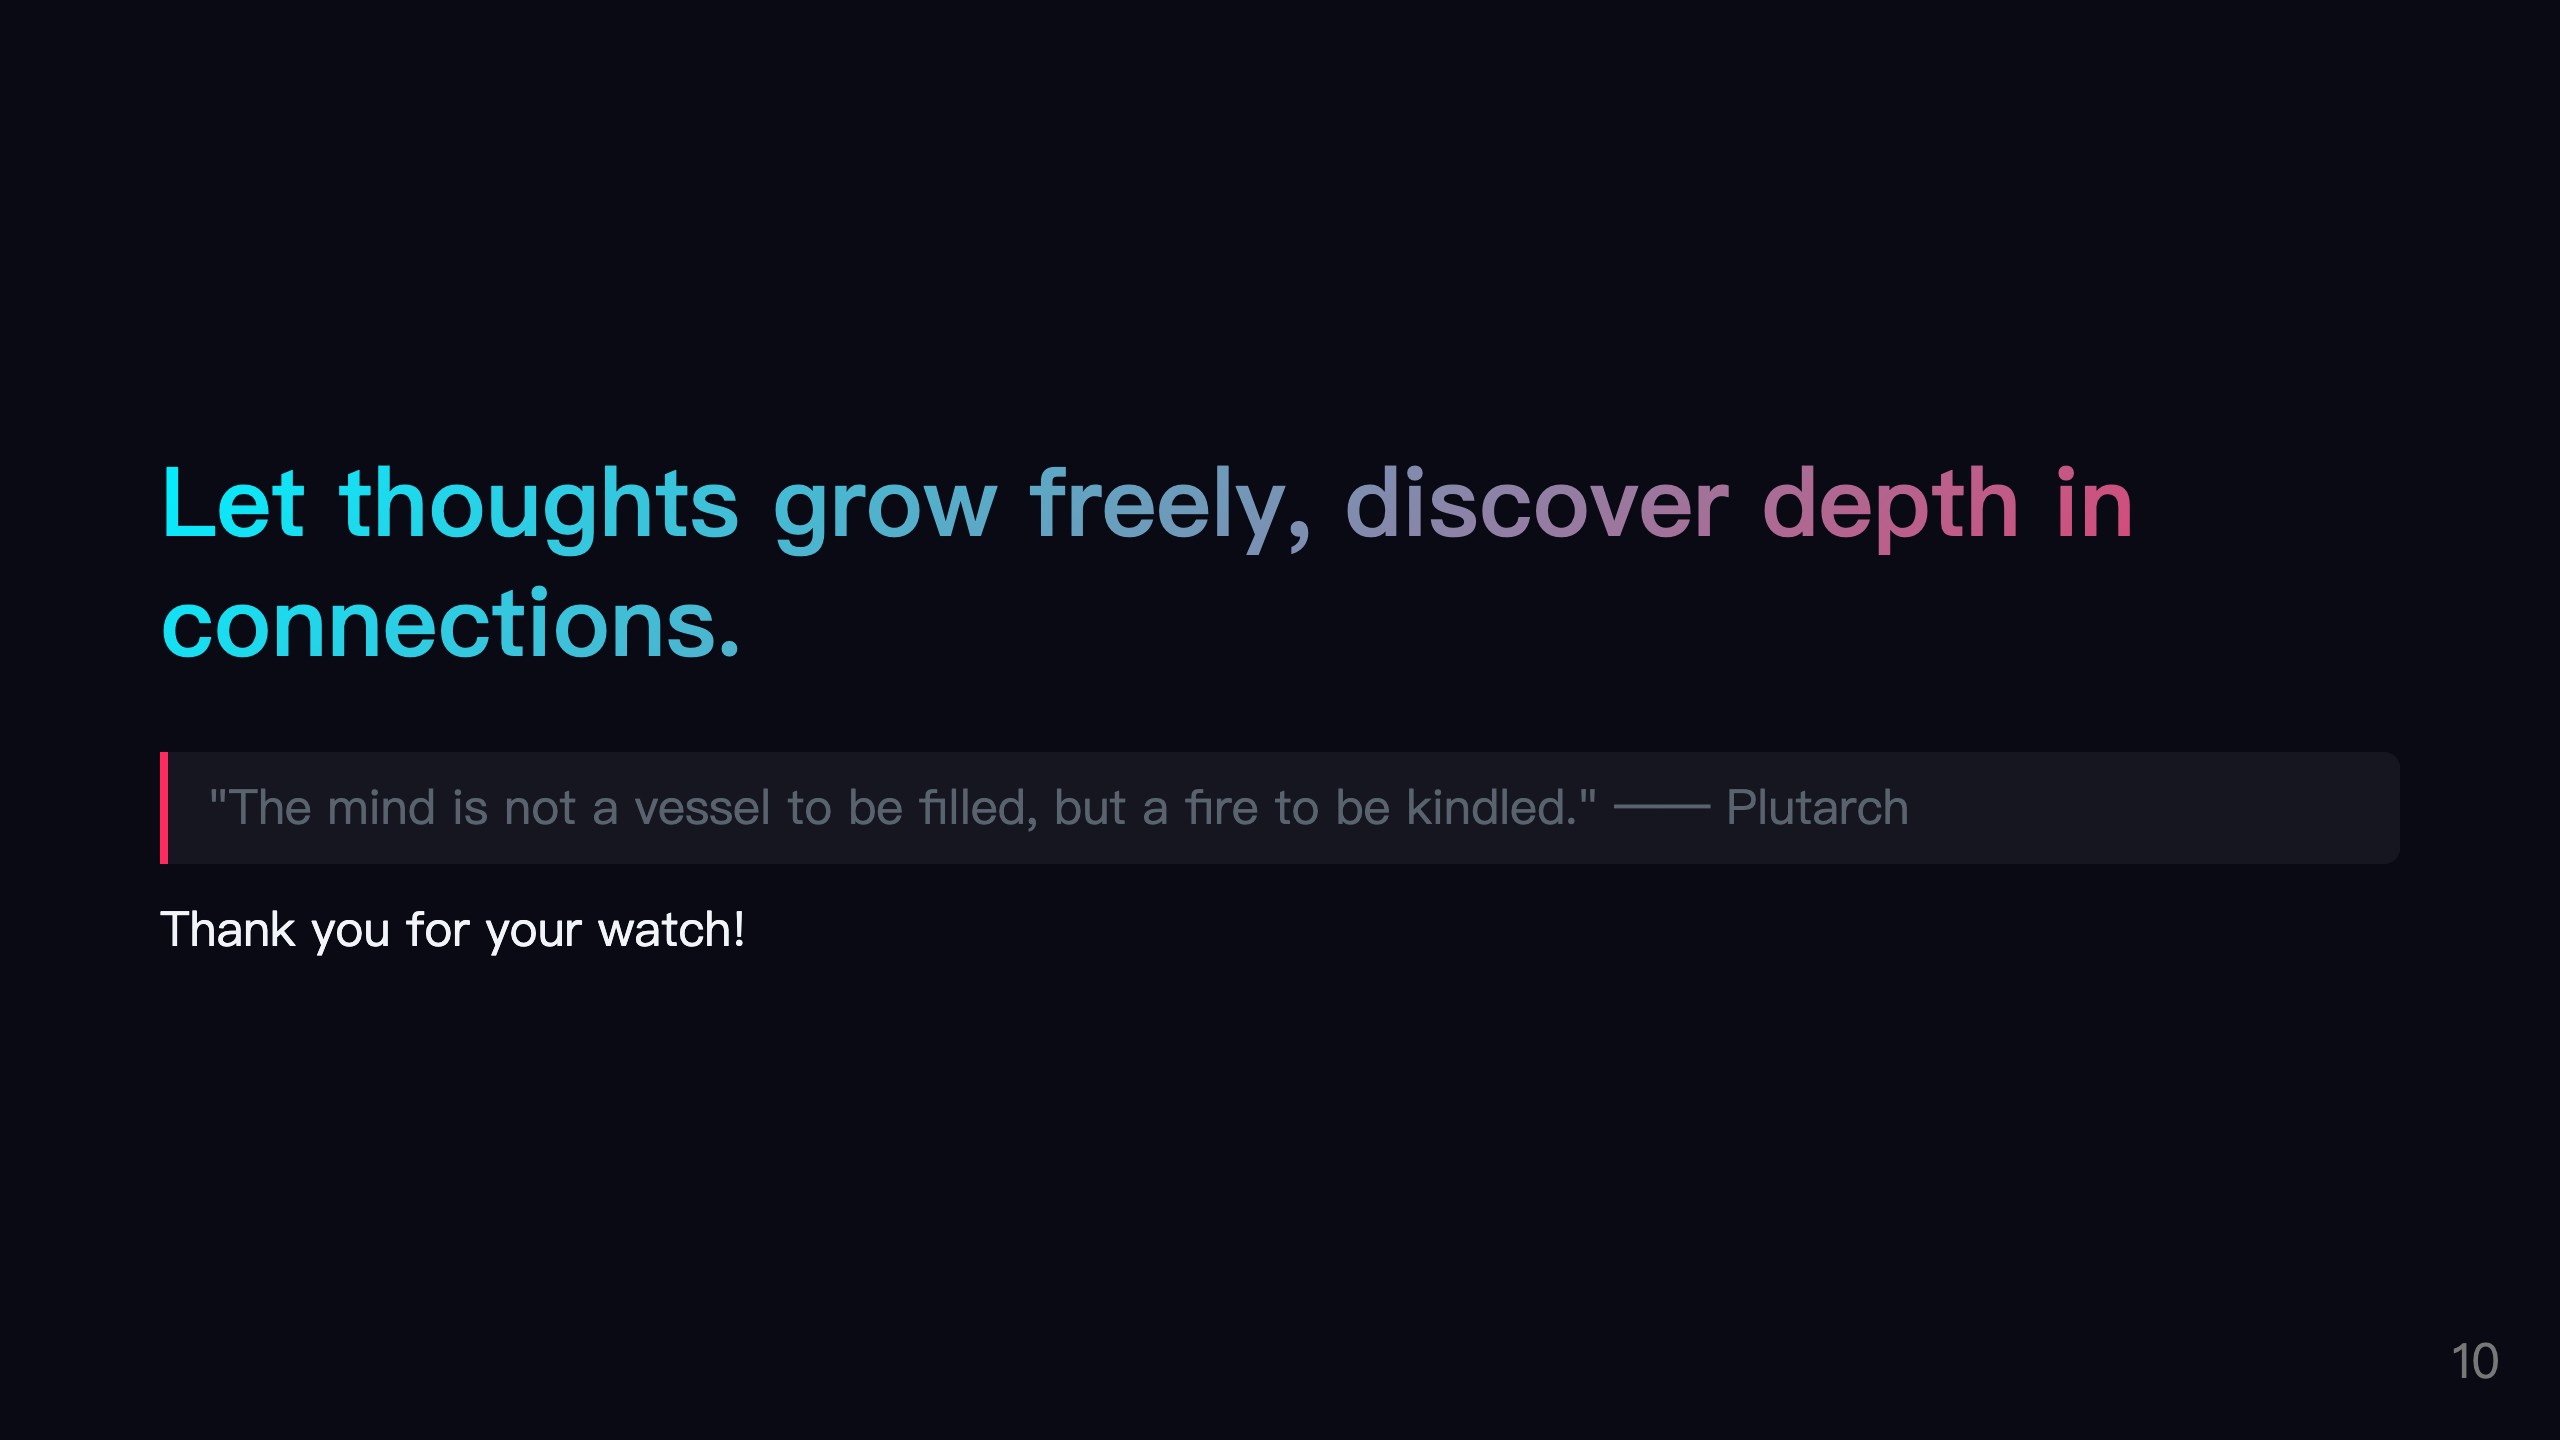 Let thoughts grow freely, discover depth in
connections.
"The mind is not a vessel to be filled, but a fire to be kindled." —— Plutarch
Thank you for your watch!
10